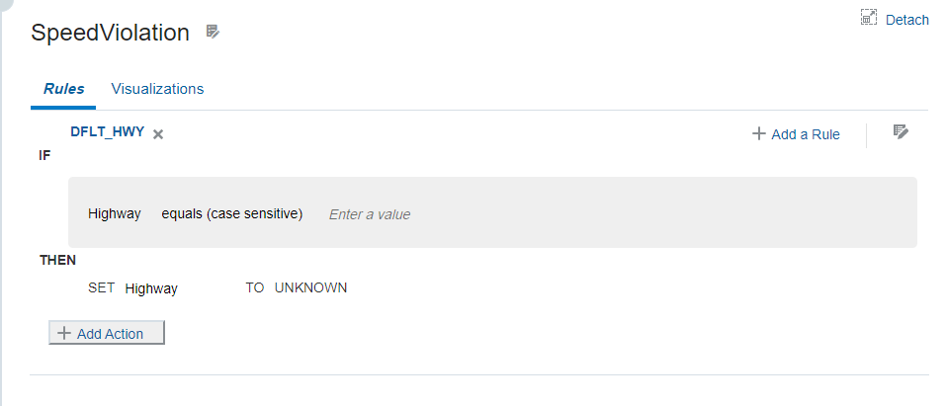 Detach
SpeedViolation
Rules Visualizations
DFLT_HWY
Add a Rule
IF
Highway equals (case sensitive) Enter a value
THEN
SET Highway TO UNKNOWN
Add Action